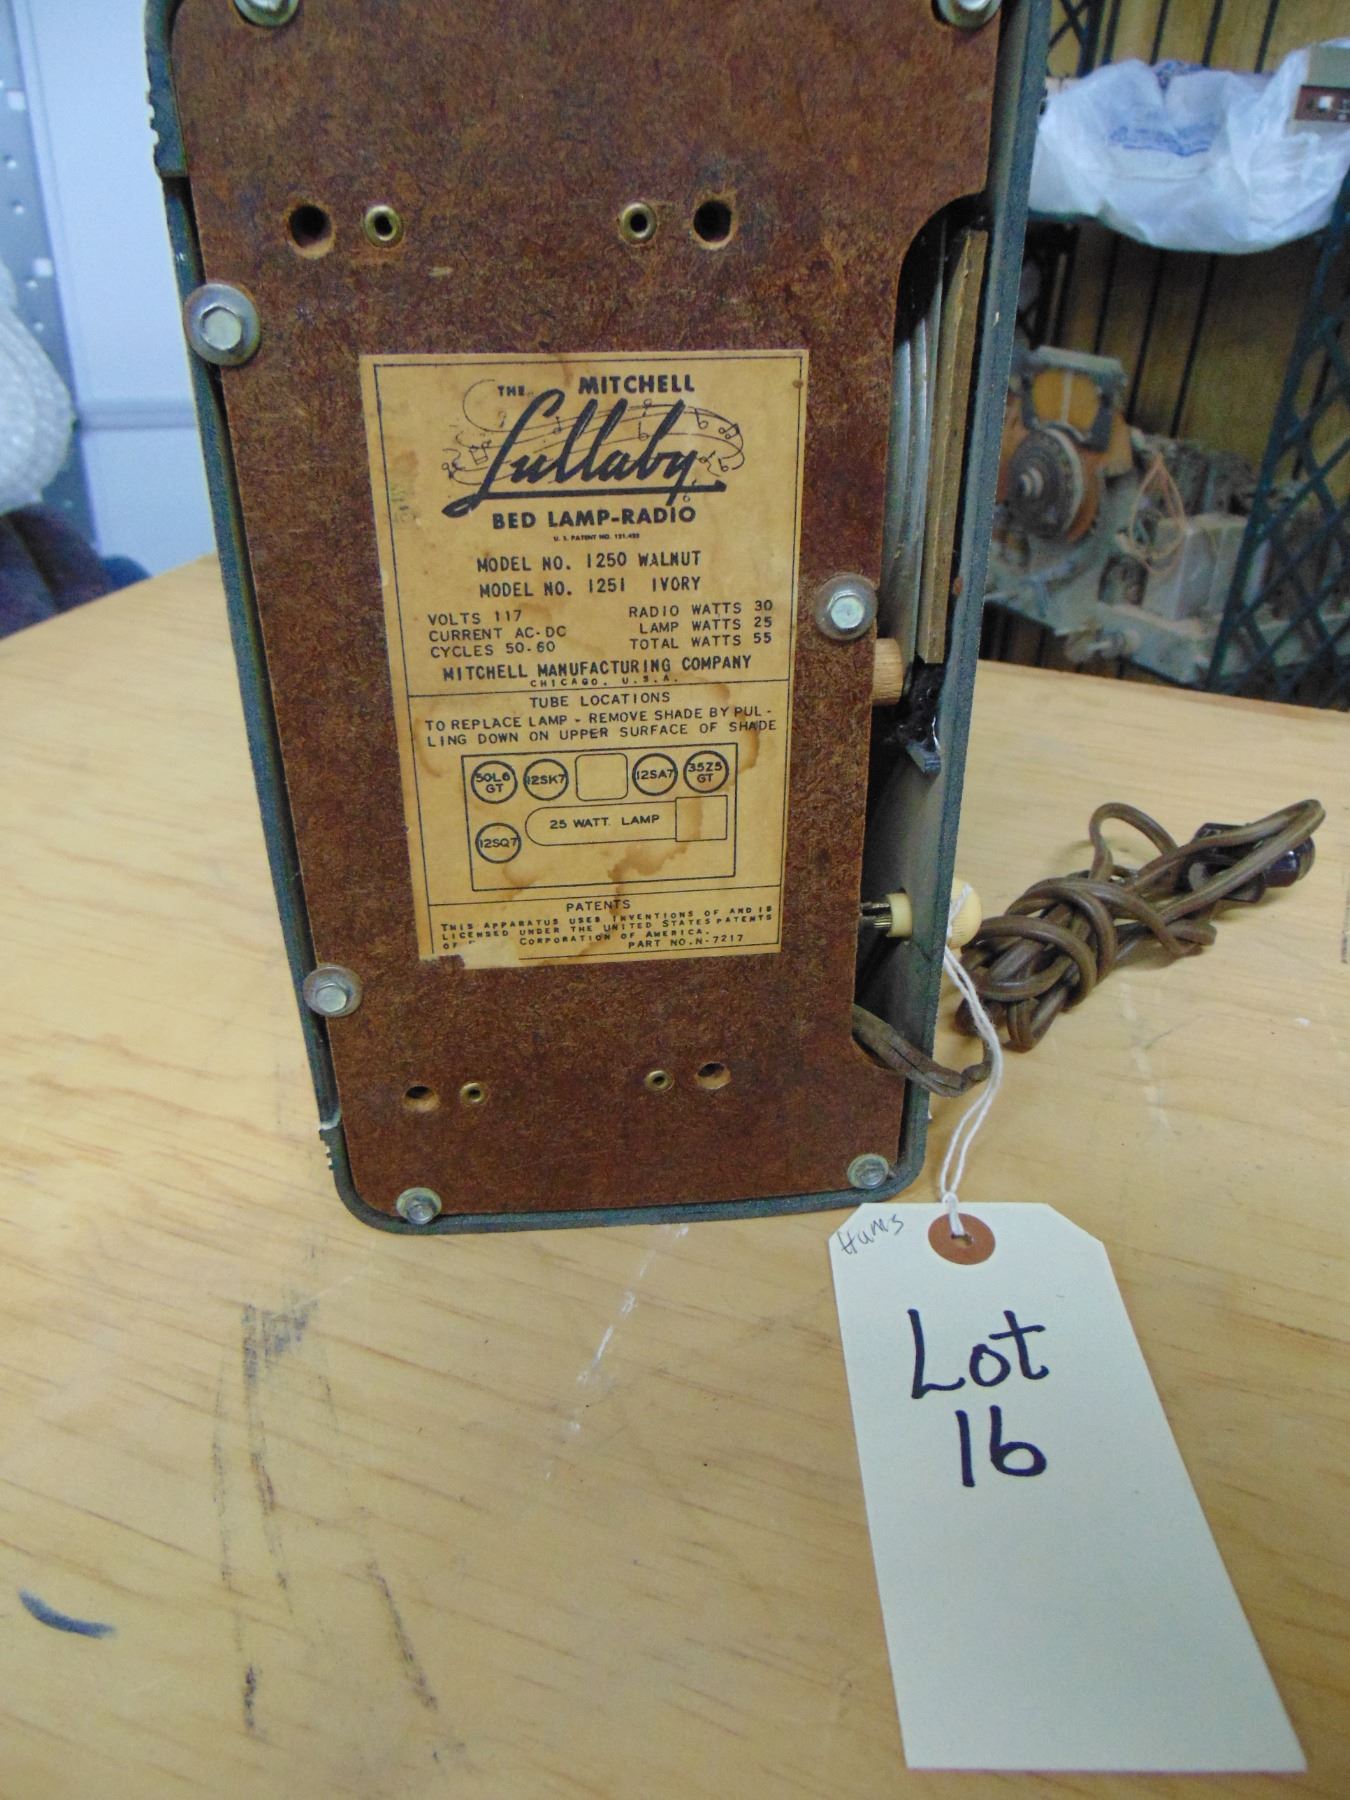 THE MITCHELL
Lullaby
BED LAMP-RADIO
U. S. PATENT NO.
MODEL NO. 1250 WALNUT
MODEL NO. 1251 IVORY
VOLTS 117
CURRENT AC-DC
CYCLES 50-60
RADIO WATTS 30
LAMP WATTS 25
TOTAL WATTS 55
MITCHELL MANUFACTURING COMPANY
CHICAGO, U.S.A.
TUBE LOCATIONS
TO REPLACE LAMP - REMOVE SHADE BY PUL-
LING DOWN ON UPPER SURFACE OF SHADE
50L6 GT
12SK7
12SA7
35Z5 GT
25 WATT LAMP
12SQ7
PATENTS
THIS APPARATUS USES INVENTIONS OF AND IS
LICENSED UNDER THE UNITED STATES PATENTS
OF CORPORATION OF AMERICA.
PART NO. N-7217
Hums
Lot
16